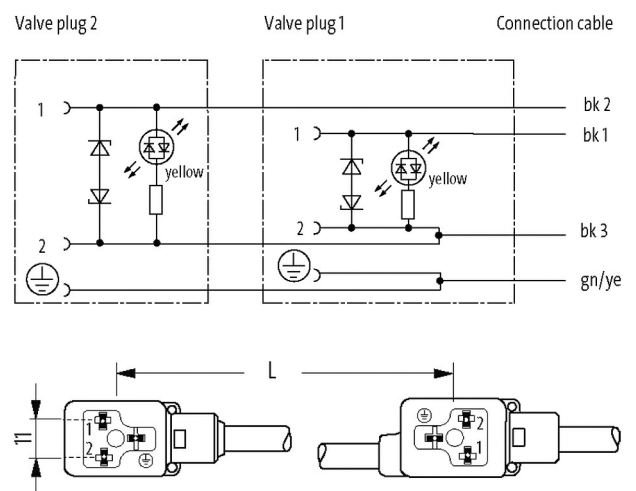 Valve plug 2 Valve plug 1 Connection cable
1 bk 2
1 bk 1
yellow yellow
2 bk 3
2
gn/ye
L
11
1 2
2 1